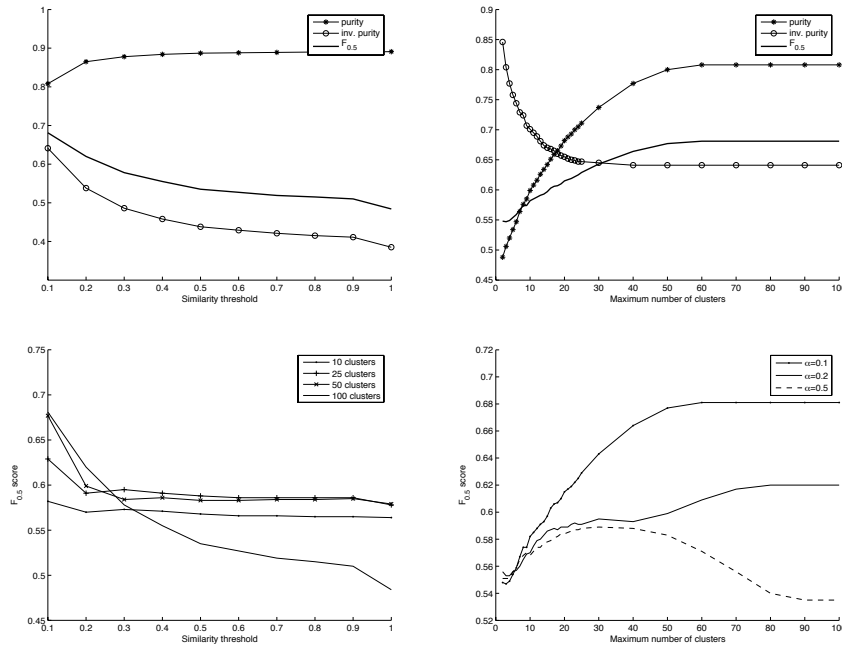 purity
inv. purity
F0.5
1
0.9
0.8
0.7
0.6
0.5
0.4
0.1 0.2 0.3 0.4 0.5 0.6 0.7 0.8 0.9 1
Similarity threshold
purity
inv. purity
F0.5
0.9
0.85
0.8
0.75
0.7
0.65
0.6
0.55
0.5
0.45
0 10 20 30 40 50 60 70 80 90 100
Maximum number of clusters
10 clusters
25 clusters
50 clusters
100 clusters
0.75
0.7
0.65
0.6
0.55
0.5
0.45
F0.5 score
0.1 0.2 0.3 0.4 0.5 0.6 0.7 0.8 0.9 1
Similarity threshold
α=0.1
α=0.2
α=0.5
0.72
0.7
0.68
0.66
0.64
0.62
0.6
0.58
0.56
0.54
0.52
F0.5 score
0 10 20 30 40 50 60 70 80 90 100
Maximum number of clusters